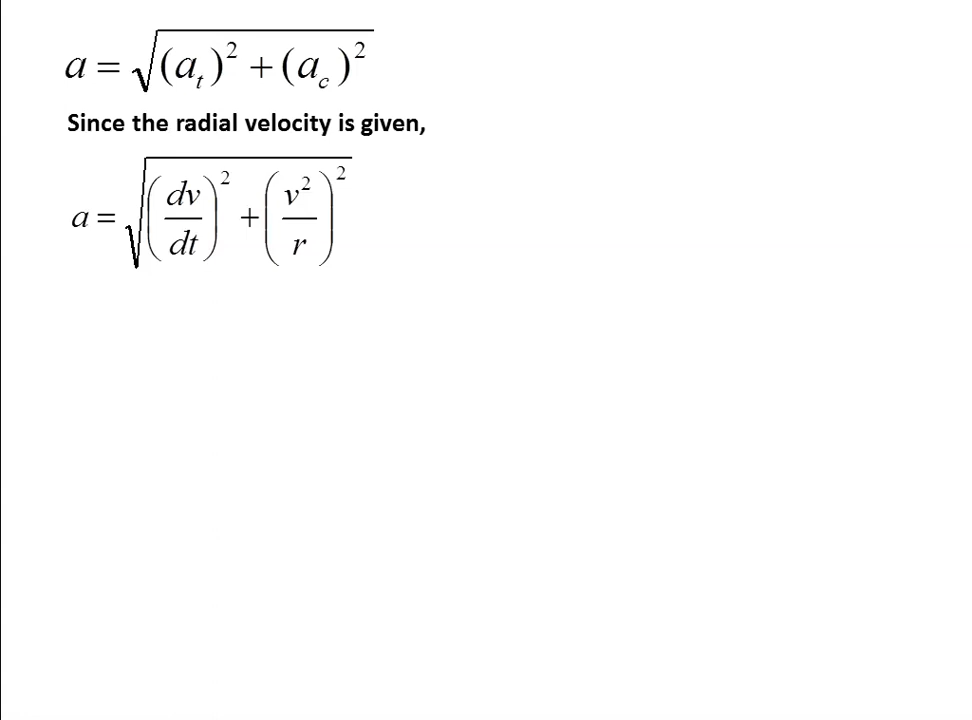 a = √((a_t)² + (a_c)²)
Since the radial velocity is given,
a = √((dv/dt)² + (v²/r)²)